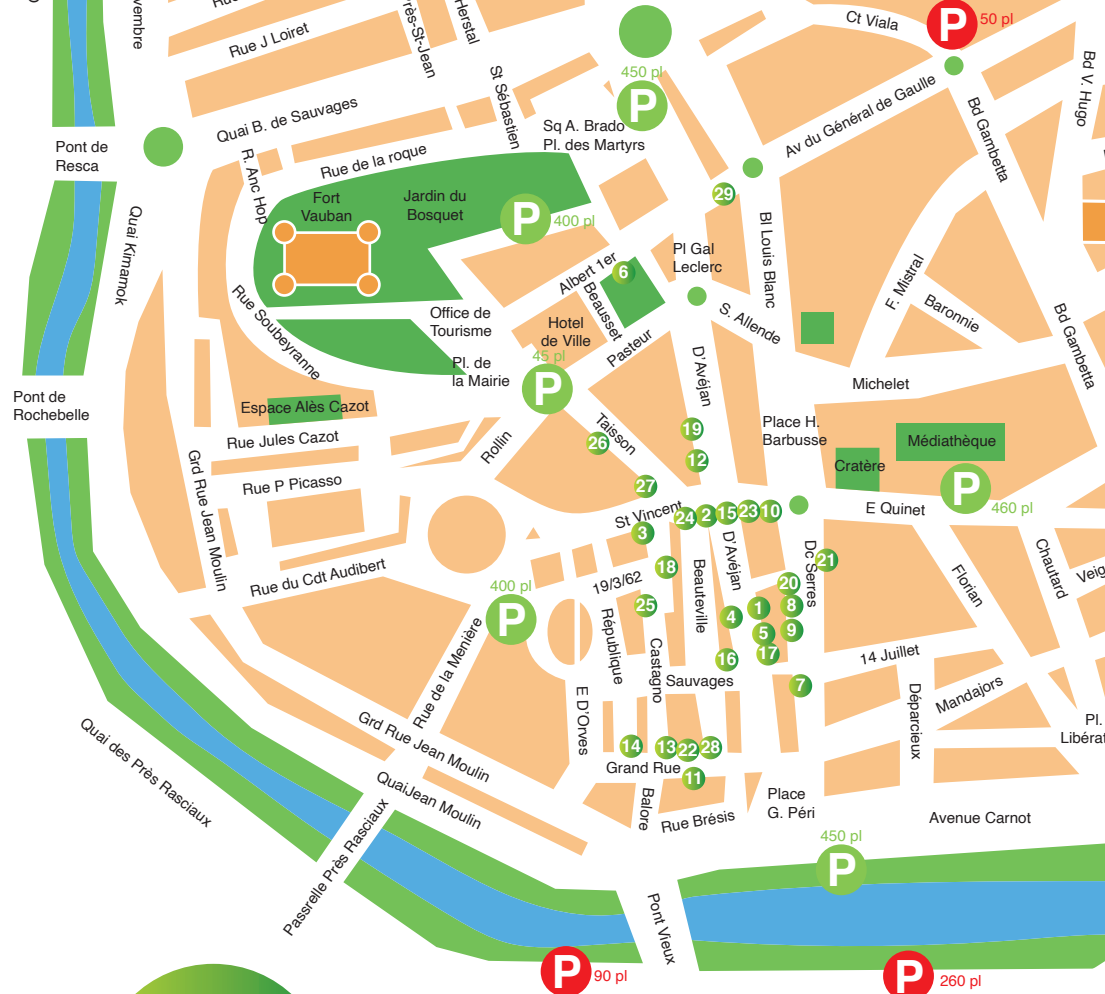 vembre
rès-St-Jean
Herstal
Rue J Loiret
Ct Viala
P
50 pl
450 pl
P
St Sébastien
Bd V. Hugo
Quai B. de Sauvages
Av du Général de Gaulle
Bd Gambetta
Sq A. Brado
Pl. des Martyrs
Pont de
Resca
R. Anc Hop
Rue de la roque
Fort
Vauban
Jardin du
Bosquet
P
400 pl
29
Quai Kimamok
Bl Louis Blanc
Pl Gal
Leclerc
Albert 1er
6
Beausset
F. Mistral
Baronnie
Rue Soubeyranne
Office de
Tourisme
Hotel
de Ville
Pasteur
S. Allende
Bd Gambetta
45 pl
P
Pl. de
la Mairie
D'Avéjan
Michelet
Pont de
Rochebelle
Espace Alès Cazot
Rue Jules Cazot
Rollin
Taisson
26
19
12
Place H.
Barbusse
Médiathèque
Cratère
Grd Rue Jean Moulin
Rue P Picasso
27
P
460 pl
E Quinet
St Vincent
24
2
15
23
10
3
D'Avéjan
Dc Serres
21
Florian
Chautard
Veig
Rue du Cdt Audibert
18
19/3/62
Beauteville
20
400 pl
P
25
République
Castagno
4
1
8
5
9
17
16
14 Juillet
Rue de la Menière
Sauvages
7
Déparcieux
Mandajors
E D'Orves
Pl.
Libérat
Grd Rue Jean Moulin
14
13
22
28
Grand Rue
11
Quai des Près Rasciaux
QuaiJean Moulin
Balore
Rue Brésis
Place
G. Péri
Avenue Carnot
450 pl
P
Passrelle Près Rasciaux
Pont Vieux
P
90 pl
P
260 pl